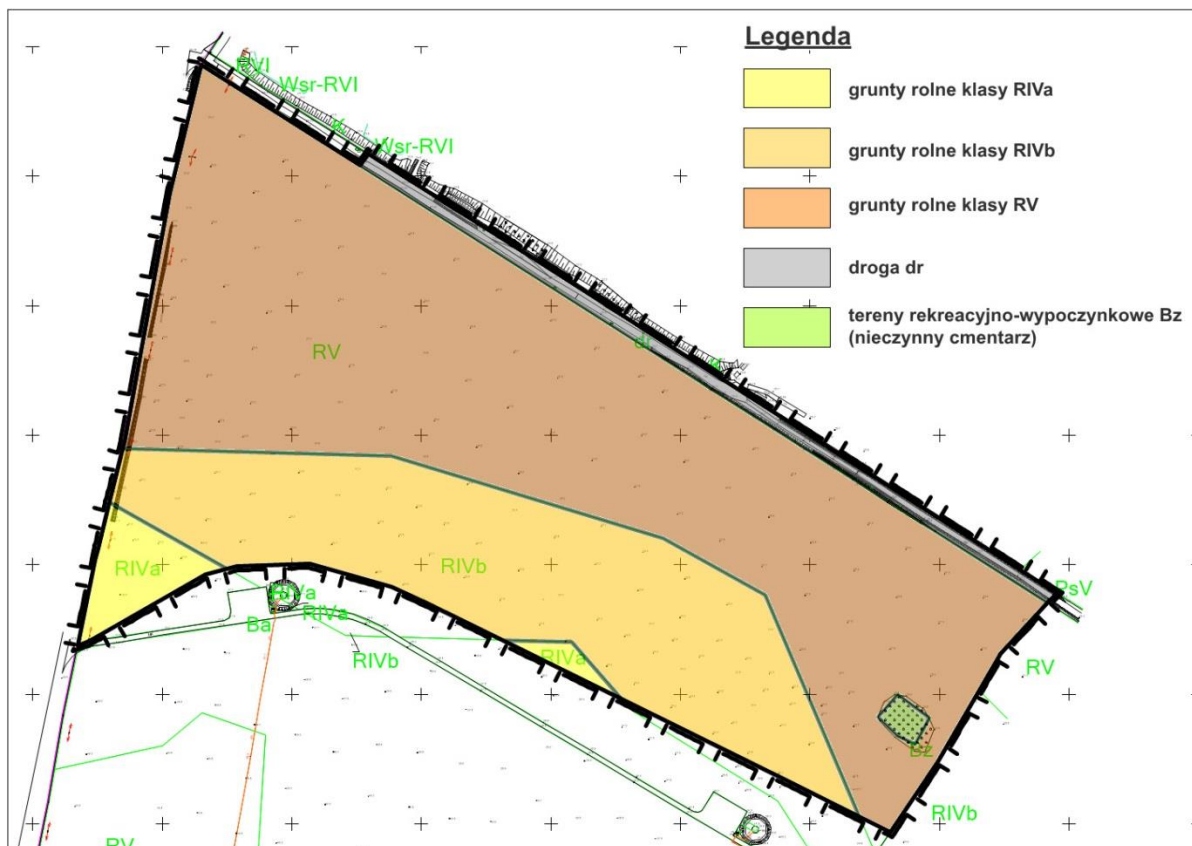 Legenda
grunty rolne klasy RIVa
grunty rolne klasy RIVb
grunty rolne klasy RV
droga dr
tereny rekreacyjno-wypoczynkowe Bz
(nieczynny cmentarz)
RVI
Wsr-RVI
Wsr-RVI
RV
dr
RIVa
RIVb
RIVa
RIVa
Ba
RIVb
RIVa
PsV
RV
Bz
RIVb
RV